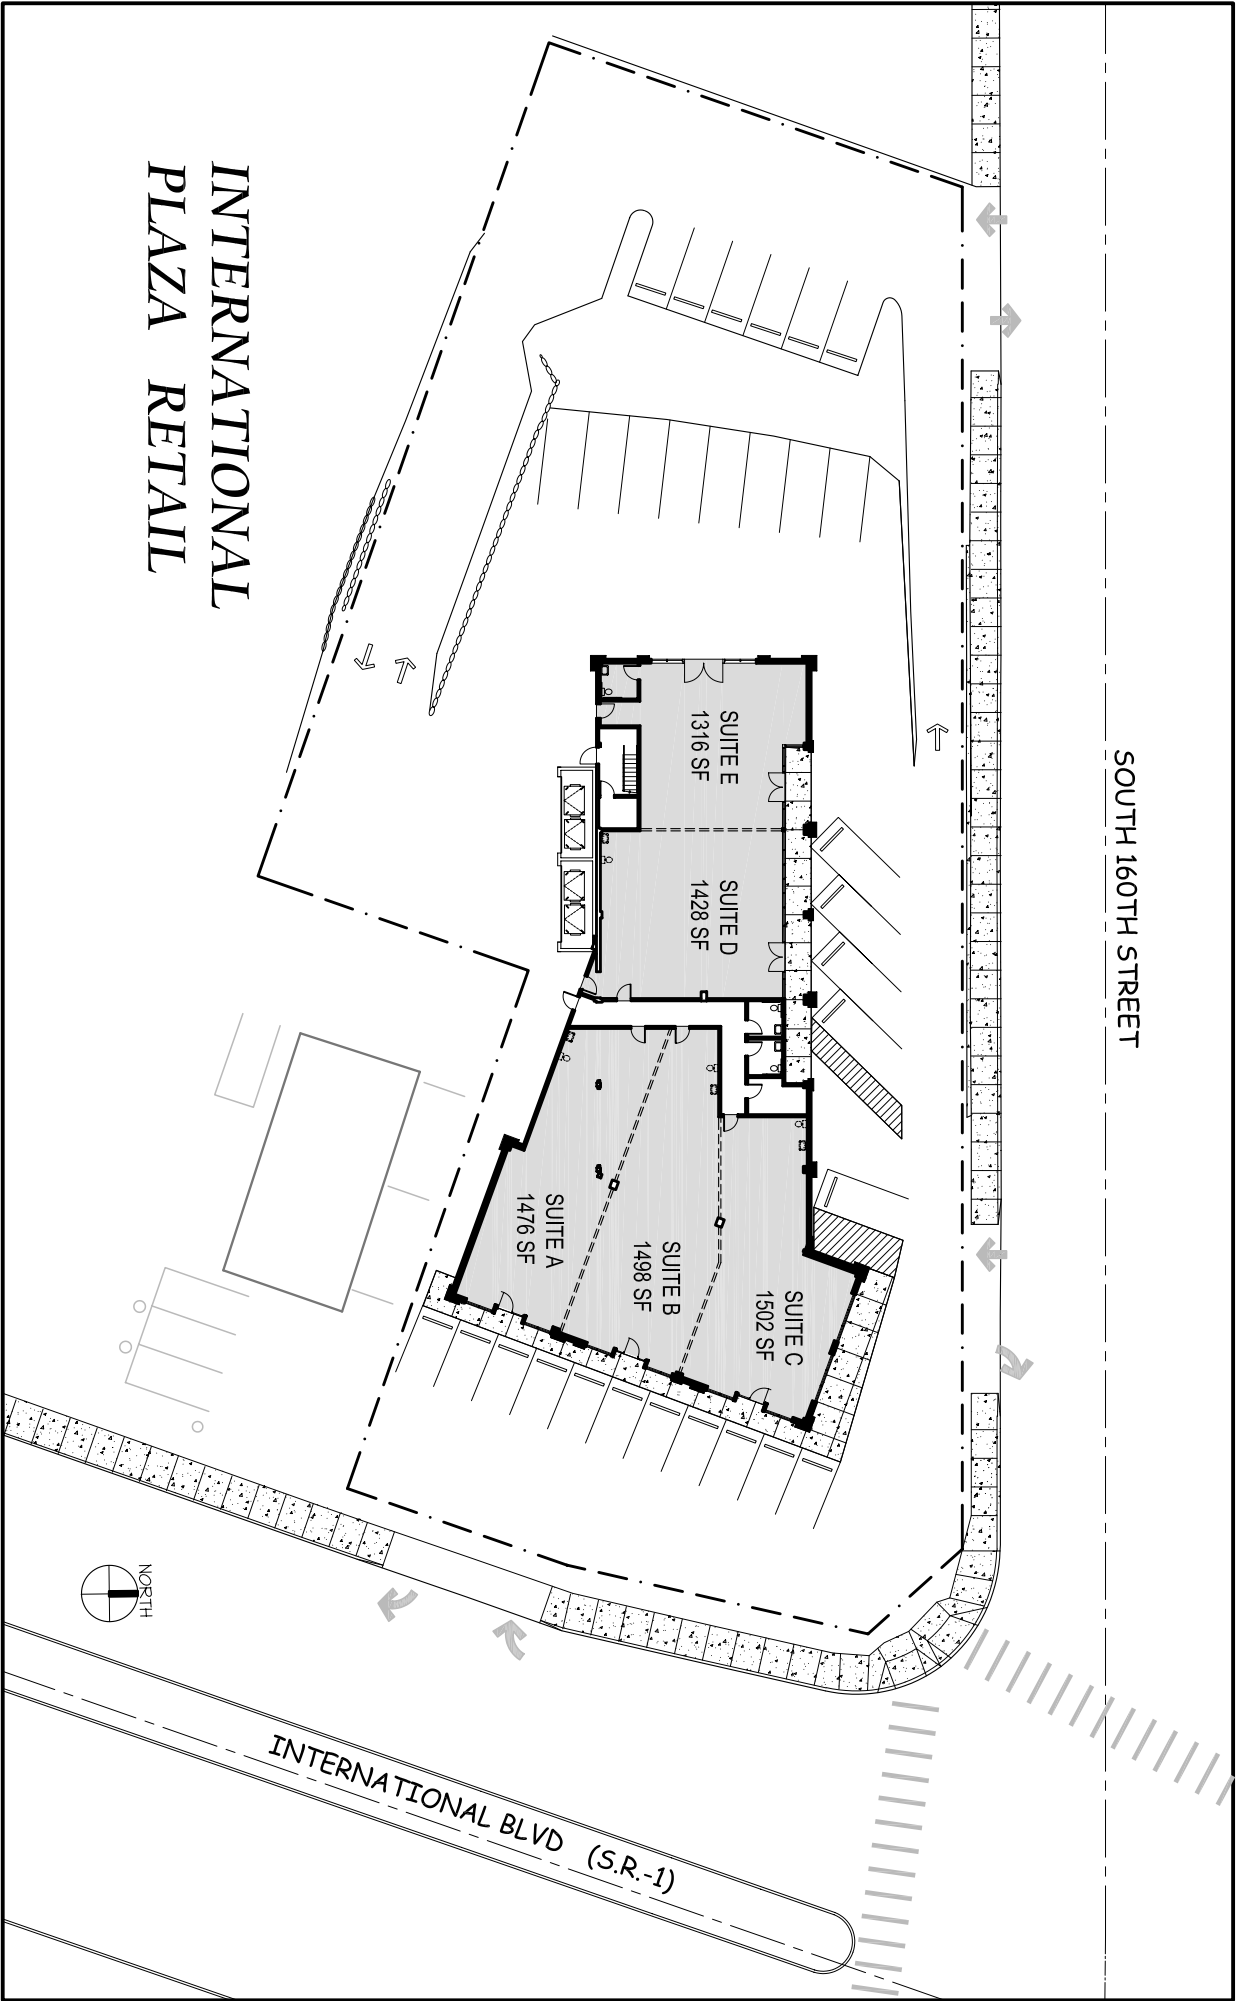 SOUTH 160TH STREET
INTERNATIONAL
PLAZA RETAIL
SUITE E
1316 SF
SUITE D
1428 SF
SUITE C
1502 SF
SUITE B
1498 SF
SUITE A
1476 SF
NORTH
INTERNATIONAL BLVD (S.R.-1)